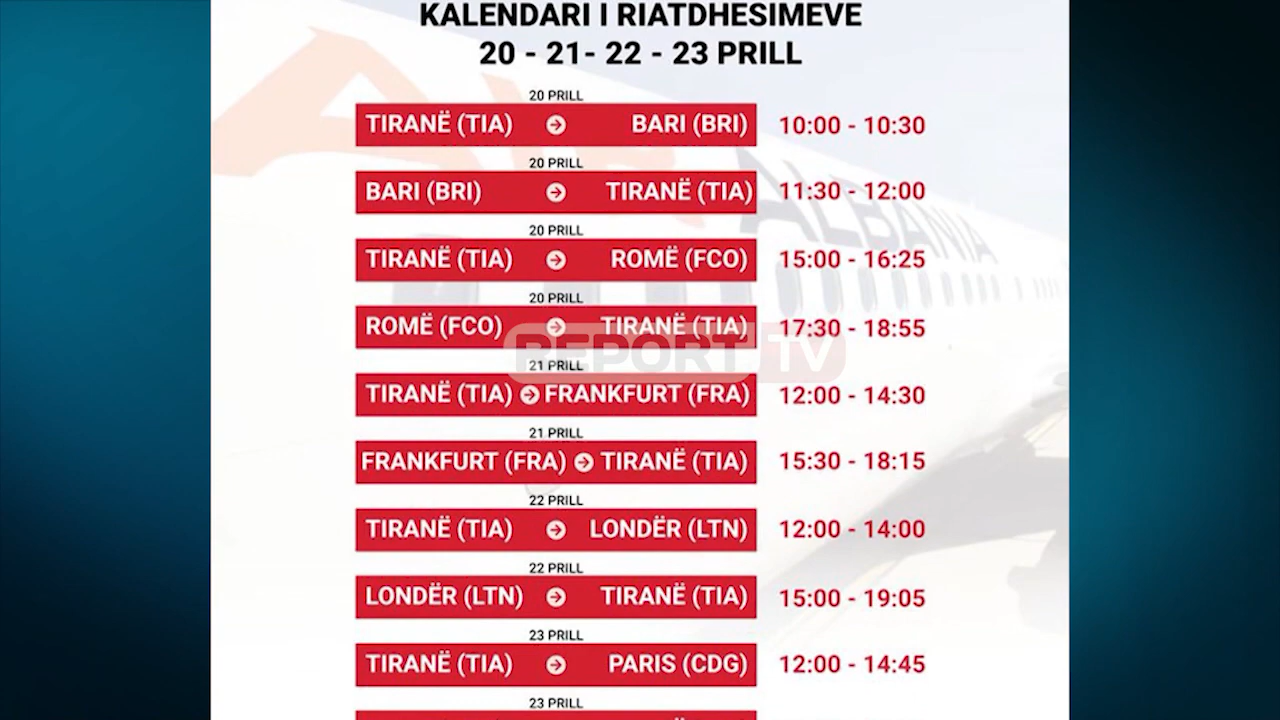 KALENDARI I RIATDHESIMEVE
20 - 21- 22 - 23 PRILL
20 PRILL
TIRANË (TIA) BARI (BRI) 10:00 - 10:30
20 PRILL
BARI (BRI) TIRANË (TIA) 11:30 - 12:00
20 PRILL
TIRANË (TIA) ROMË (FCO) 15:00 - 16:25
20 PRILL
ROMË (FCO) TIRANË (TIA) 17:30 - 18:55
REPORT TV
21 PRILL
TIRANË (TIA) FRANKFURT (FRA) 12:00 - 14:30
21 PRILL
FRANKFURT (FRA) TIRANË (TIA) 15:30 - 18:15
22 PRILL
TIRANË (TIA) LONDËR (LTN) 12:00 - 14:00
22 PRILL
LONDËR (LTN) TIRANË (TIA) 15:00 - 19:05
23 PRILL
TIRANË (TIA) PARIS (CDG) 12:00 - 14:45
23 PRILL
AIR
ALBANIA